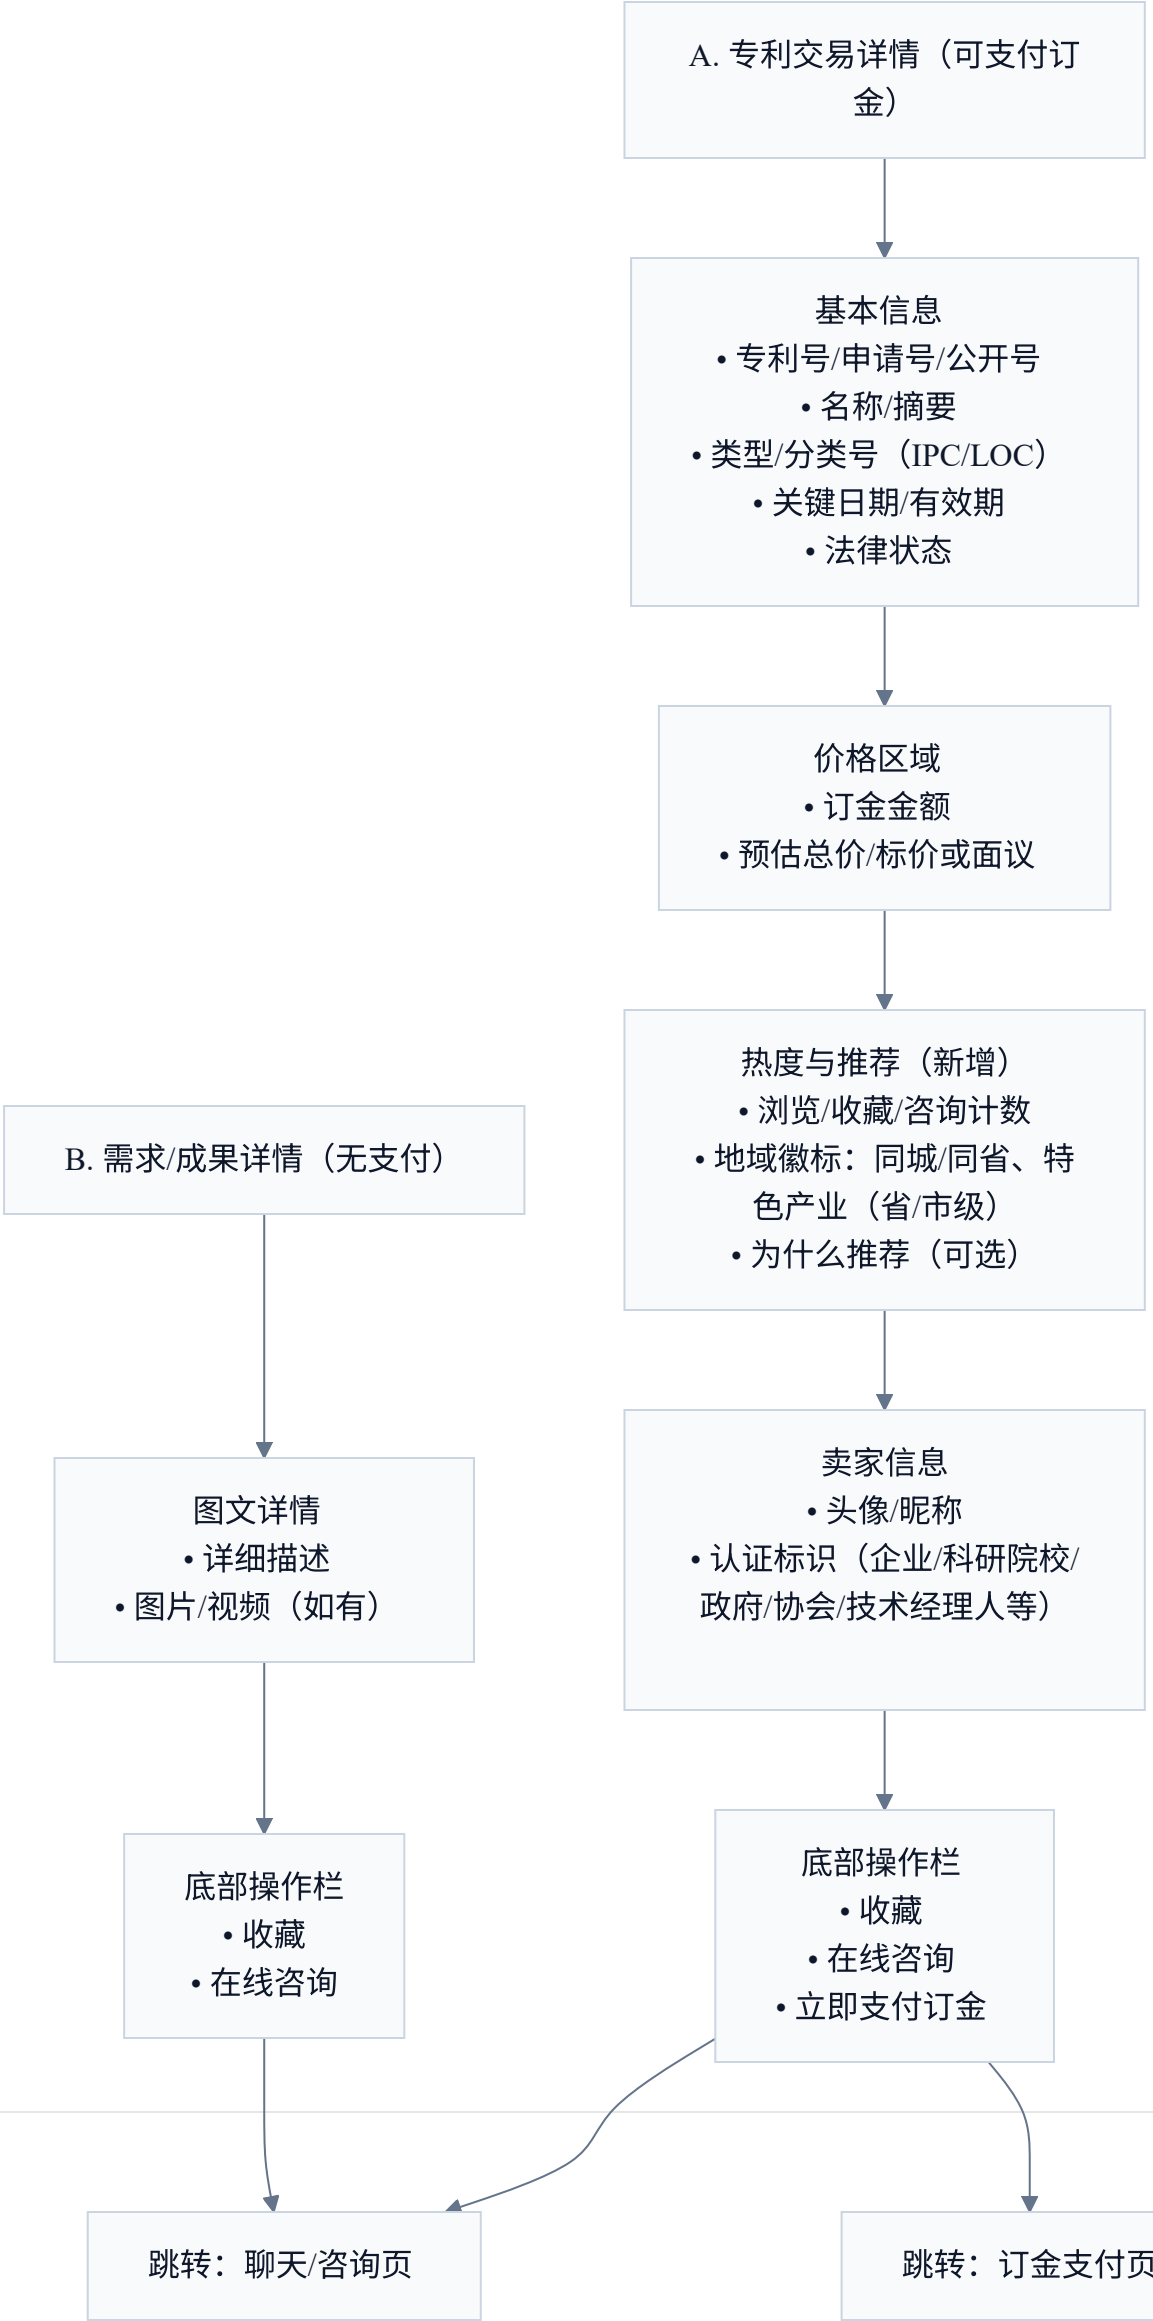 A. 专利交易详情（可支付订
金）
基本信息
• 专利号/申请号/公开号
• 名称/摘要
• 类型/分类号（IPC/LOC）
• 关键日期/有效期
• 法律状态
价格区域
• 订金金额
• 预估总价/标价或面议
热度与推荐（新增）
• 浏览/收藏/咨询计数
• 地域徽标：同城/同省、特
色产业（省/市级）
• 为什么推荐（可选）
B. 需求/成果详情（无支付）
卖家信息
• 头像/昵称
• 认证标识（企业/科研院校/
政府/协会/技术经理人等）
图文详情
• 详细描述
• 图片/视频（如有）
底部操作栏
• 收藏
• 在线咨询
• 立即支付订金
底部操作栏
• 收藏
• 在线咨询
跳转：聊天/咨询页
跳转：订金支付页